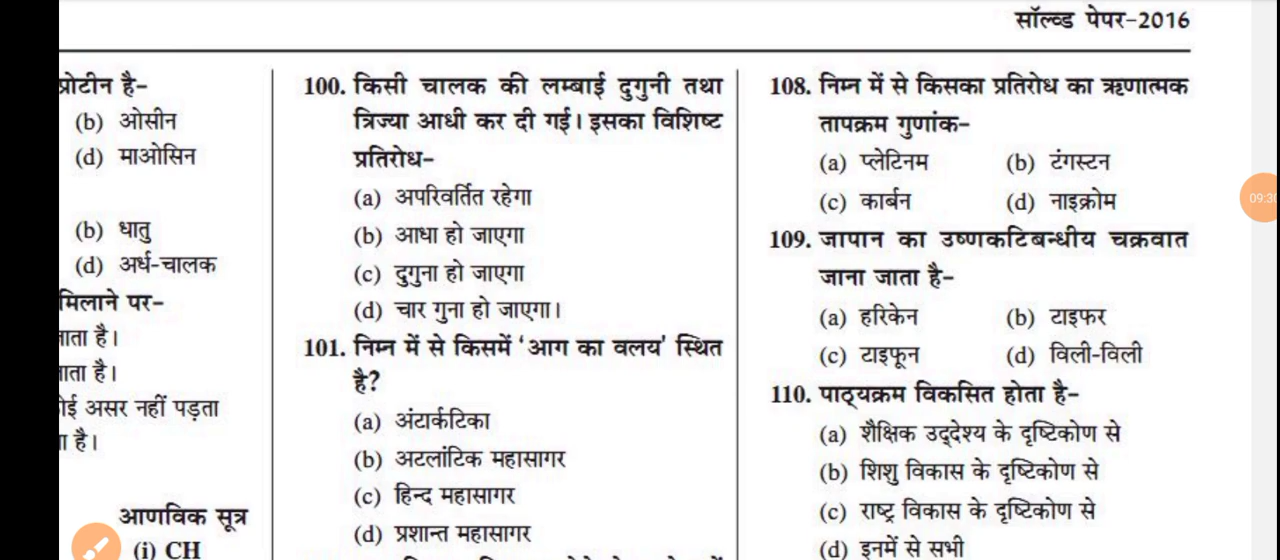 सॉल्व्ड पेपर-2016
प्रोटीन है-
(b) ओसीन
(d) माओसिन
(b) धातु
(d) अर्ध-चालक
मिलाने पर-
है।
है।
असर नहीं पड़ता
है।
आणविक सूत्र
(i) CH
100. किसी चालक की लम्बाई दुगुनी तथा
त्रिज्या आधी कर दी गई। इसका विशिष्ट
प्रतिरोध-
(a) अपरिवर्तित रहेगा
(b) आधा हो जाएगा
(c) दुगुना हो जाएगा
(d) चार गुना हो जाएगा।
101. निम्न में से किसमें ‘आग का वलय’ स्थित
है?
(a) अंटार्कटिका
(b) अटलांटिक महासागर
(c) हिन्द महासागर
(d) प्रशान्त महासागर
108. निम्न में से किसका प्रतिरोध का ऋणात्मक
तापक्रम गुणांक-
(a) प्लेटिनम (b) टंगस्टन
(c) कार्बन (d) नाइक्रोम
109. जापान का उष्णकटिबन्धीय चक्रवात
जाना जाता है-
(a) हरिकेन (b) टाइफर
(c) टाइफून (d) विली-विली
110. पाठ्यक्रम विकसित होता है-
(a) शैक्षिक उद्देश्य के दृष्टिकोण से
(b) शिशु विकास के दृष्टिकोण से
(c) राष्ट्र विकास के दृष्टिकोण से
(d) इनमें से सभी
09:30